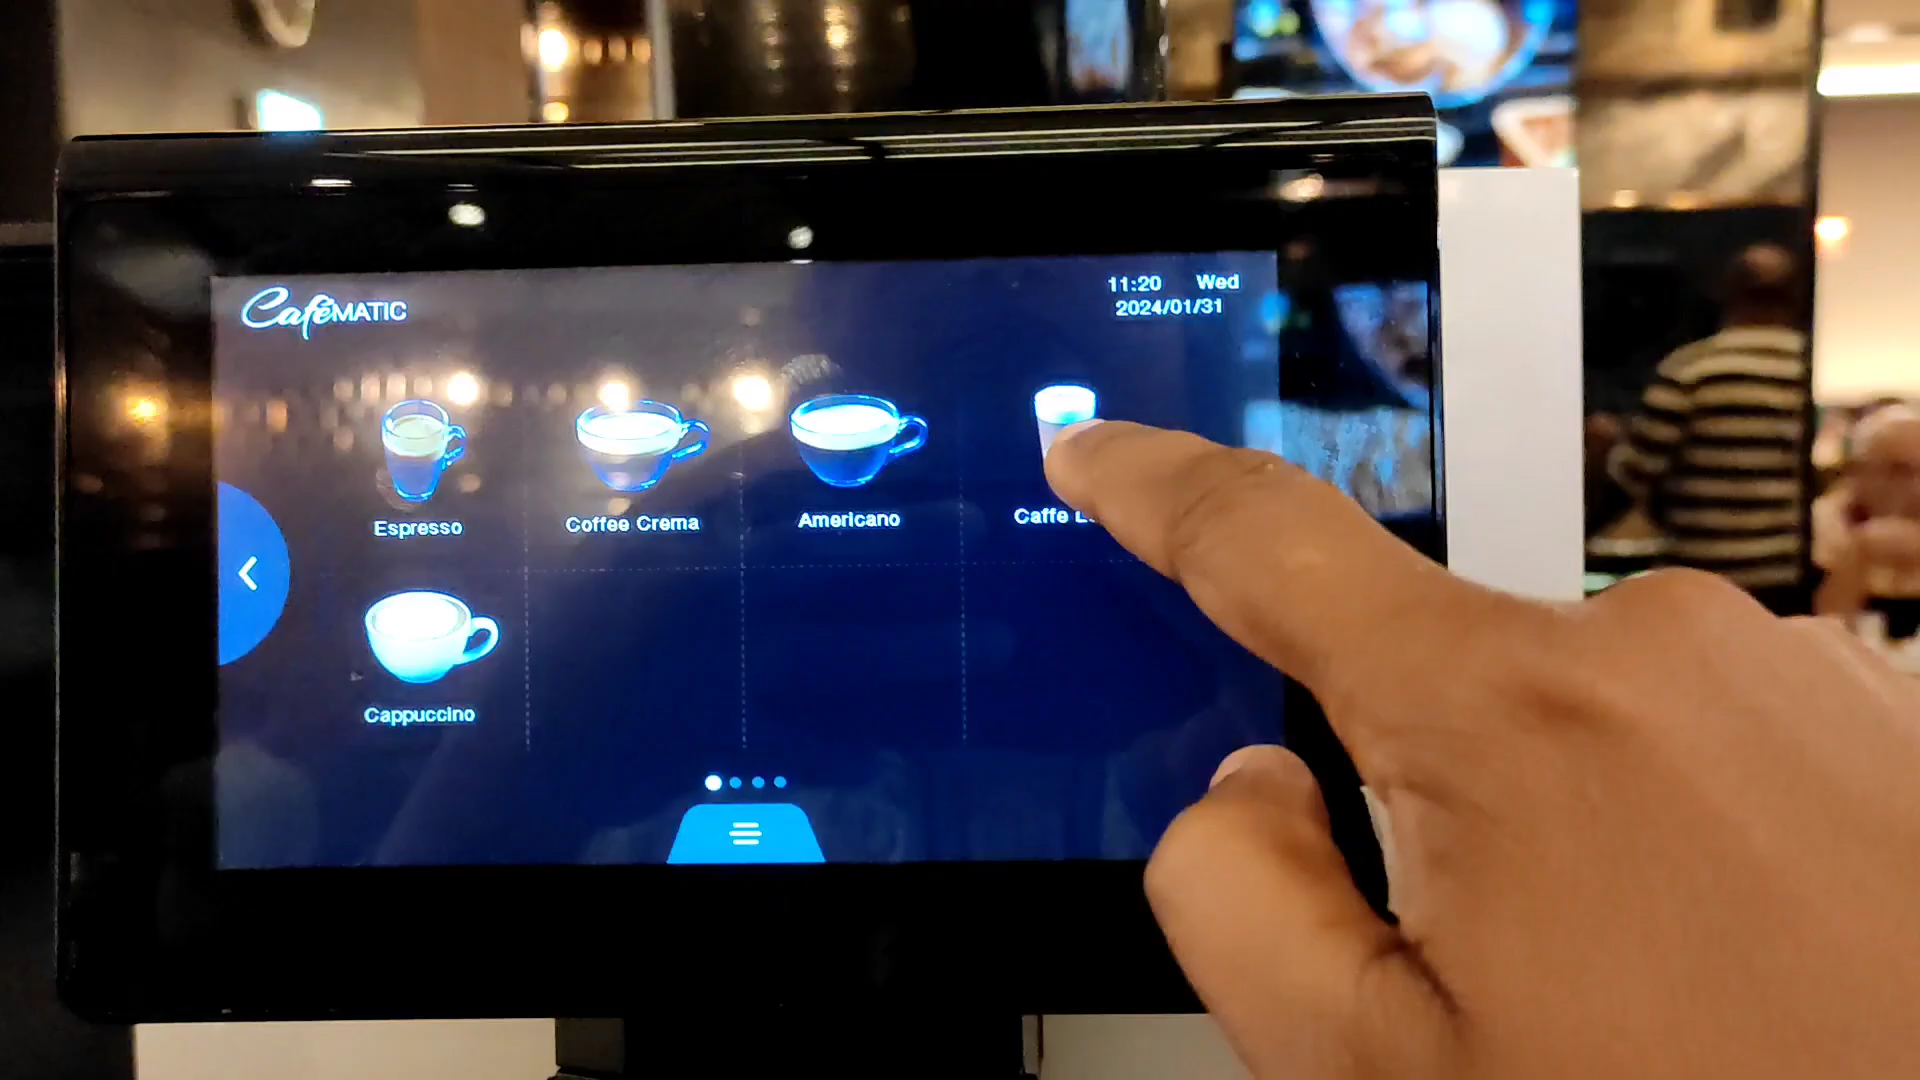 CaféMATIC
11:20 Wed
2024/01/31
Espresso
Coffee Crema
Americano
Caffe
Cappuccino